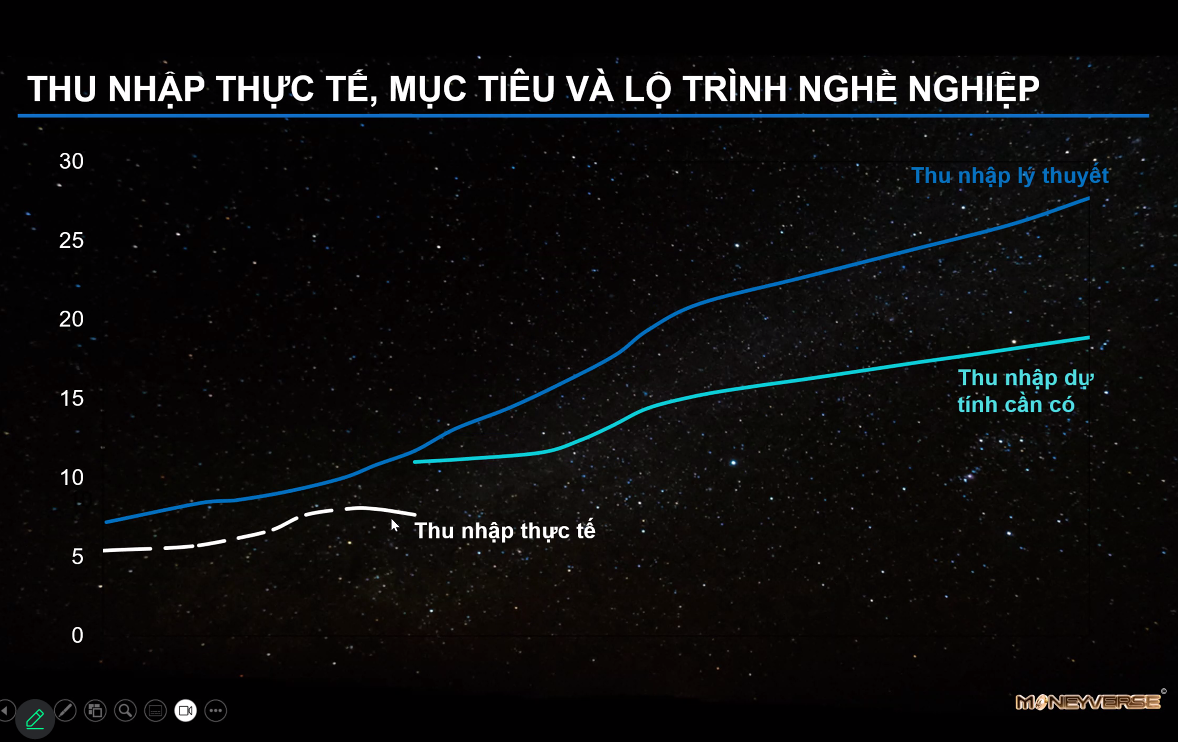 THU NHẬP THỰC TẾ, MỤC TIÊU VÀ LỘ TRÌNH NGHỀ NGHIỆP
30
Thu nhập lý thuyết
25
20
15
Thu nhập dự
tính cần có
10
Thu nhập thực tế
5
0
MONEYVERSE
©